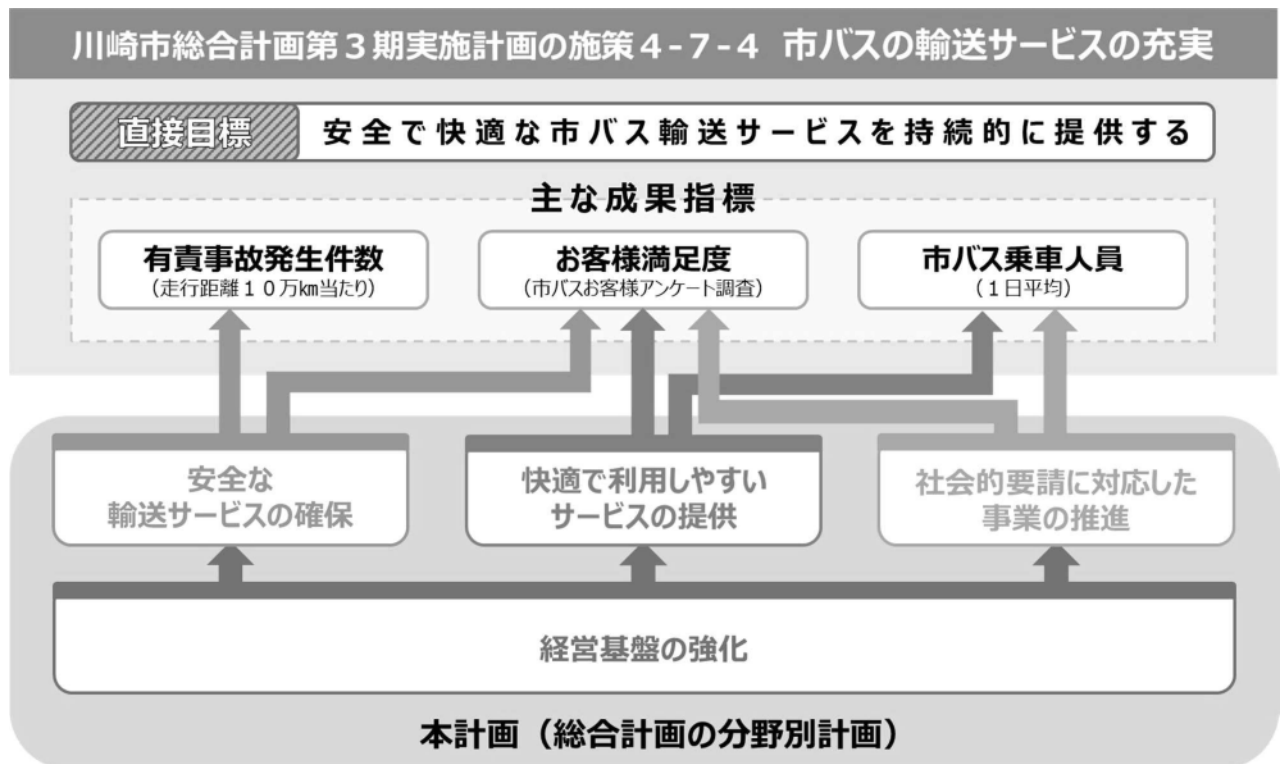 川崎市総合計画第３期実施計画の施策４-７-４ 市バスの輸送サービスの充実
直接目標 安全で快適な市バス輸送サービスを持続的に提供する
主な成果指標
有責事故発生件数
（走行距離１０万㎞当たり）
お客様満足度
（市バスお客様アンケート調査）
市バス乗車人員
（１日平均）
安全な
輸送サービスの確保
快適で利用しやすい
サービスの提供
社会的要請に対応した
事業の推進
経営基盤の強化
本計画（総合計画の分野別計画）